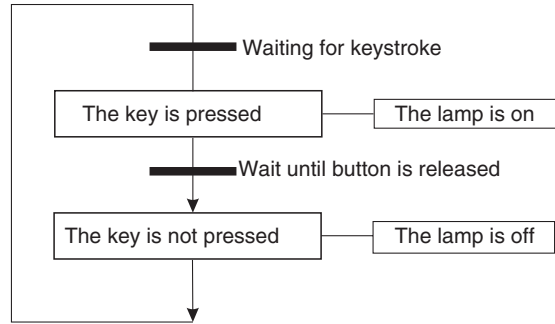 Waiting for keystroke
The key is pressed
The lamp is on
Wait until button is released
The key is not pressed
The lamp is off